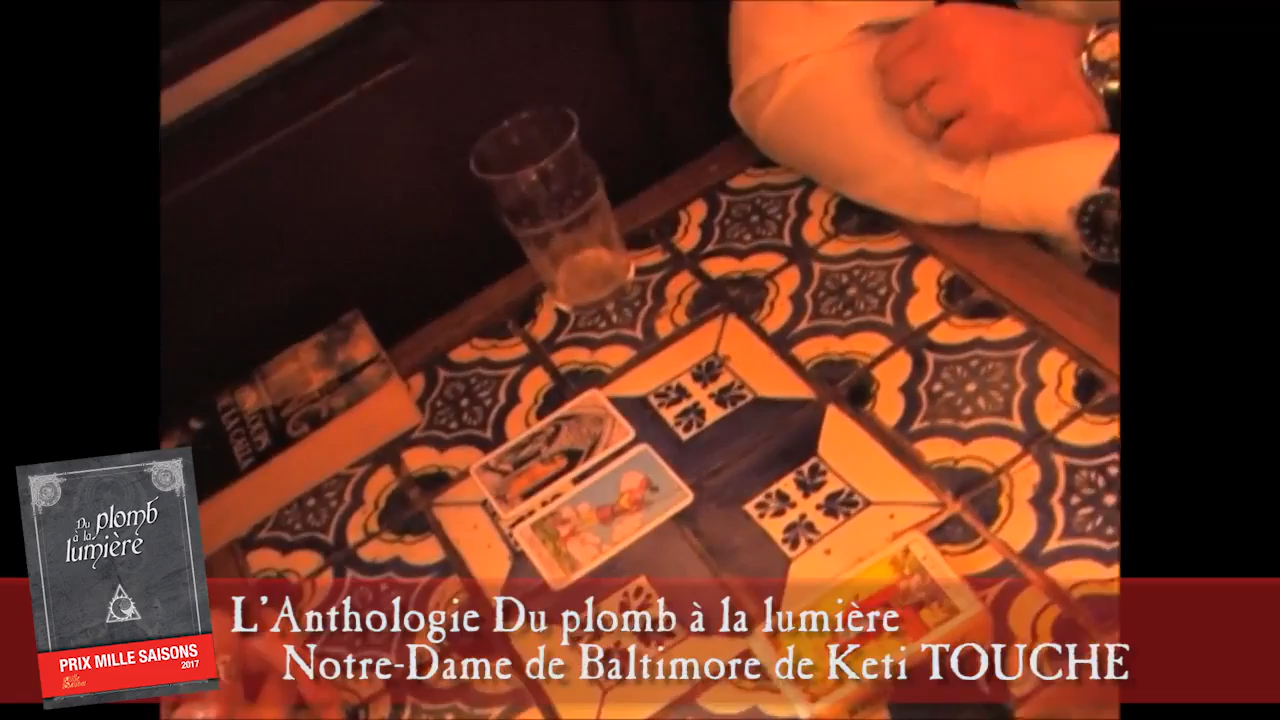 Du plomb
à la
lumière
PRIX MILLE SAISONS
2017
L'Anthologie Du plomb à la lumière
Notre-Dame de Baltimore de Keti TOUCHE